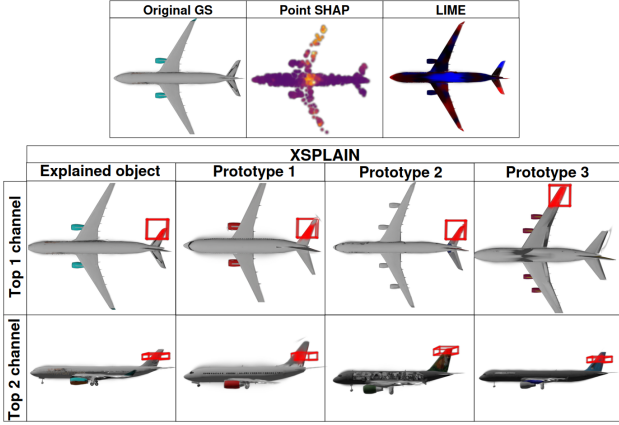 Original GS
Point SHAP
LIME
XSPLAIN
Explained object
Prototype 1
Prototype 2
Prototype 3
Top 1 channel
Top 2 channel